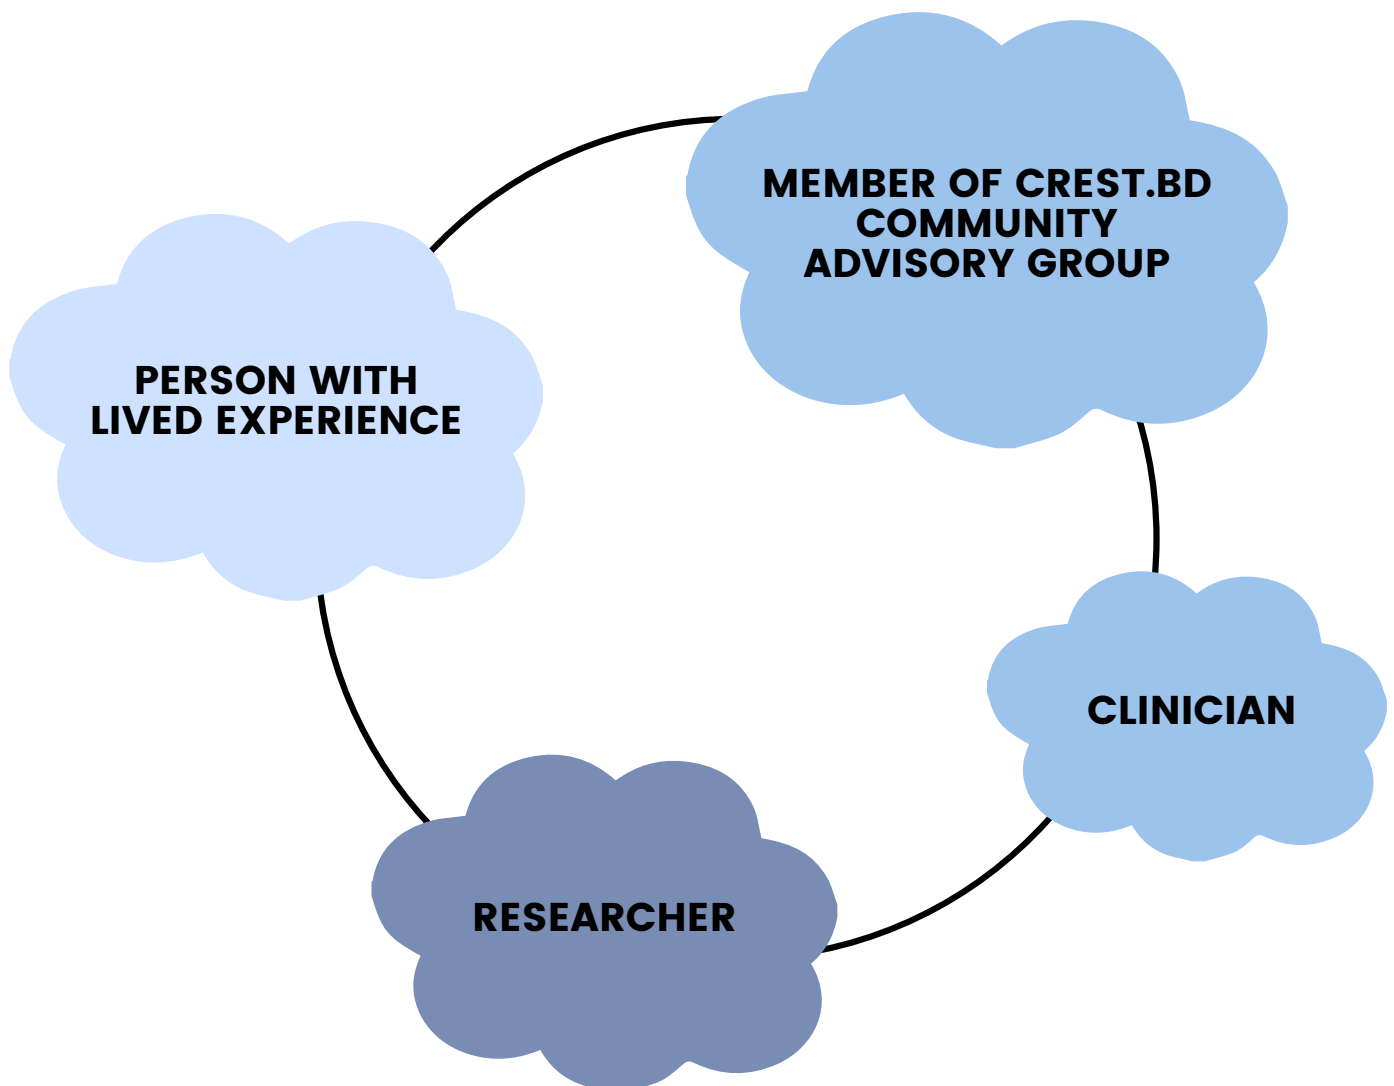 MEMBER OF CREST.BD
COMMUNITY
ADVISORY GROUP
PERSON WITH
LIVED EXPERIENCE
CLINICIAN
RESEARCHER